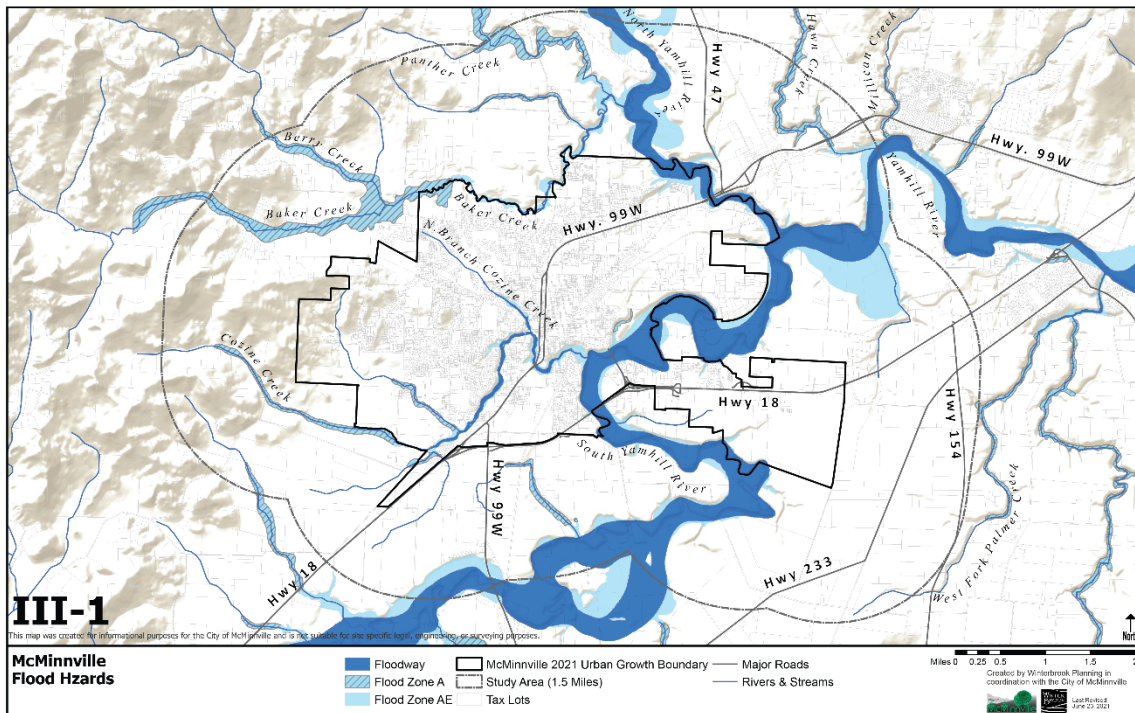 North Yamhill River
Hawn Creek
Millican Creek
Panther Creek
Hwy 47
Hwy. 99W
Berry Creek
Yamhill River
Baker Creek
Baker Creek
Hwy. 99W
N Branch Cozine Creek
Cozine Creek
Hwy 18
Hwy 154
South Yamhill River
Hwy 99W
West Fork Palmer Creek
Hwy 233
Hwy 18
III-1
This map was created for informational purposes for the City of McMinnville and is not suitable for site specific legal, engineering, or surveying purposes.
North
McMinnville
Flood Hzards
Floodway
Flood Zone A
Flood Zone AE
McMinnville 2021 Urban Growth Boundary
Study Area (1.5 Miles)
Tax Lots
Major Roads
Rivers & Streams
Miles 0 0.25 0.5 1 1.5 2
Created by Winterbrook Planning in
coordination with the City of McMinnville
Last Revised
June 23, 2021